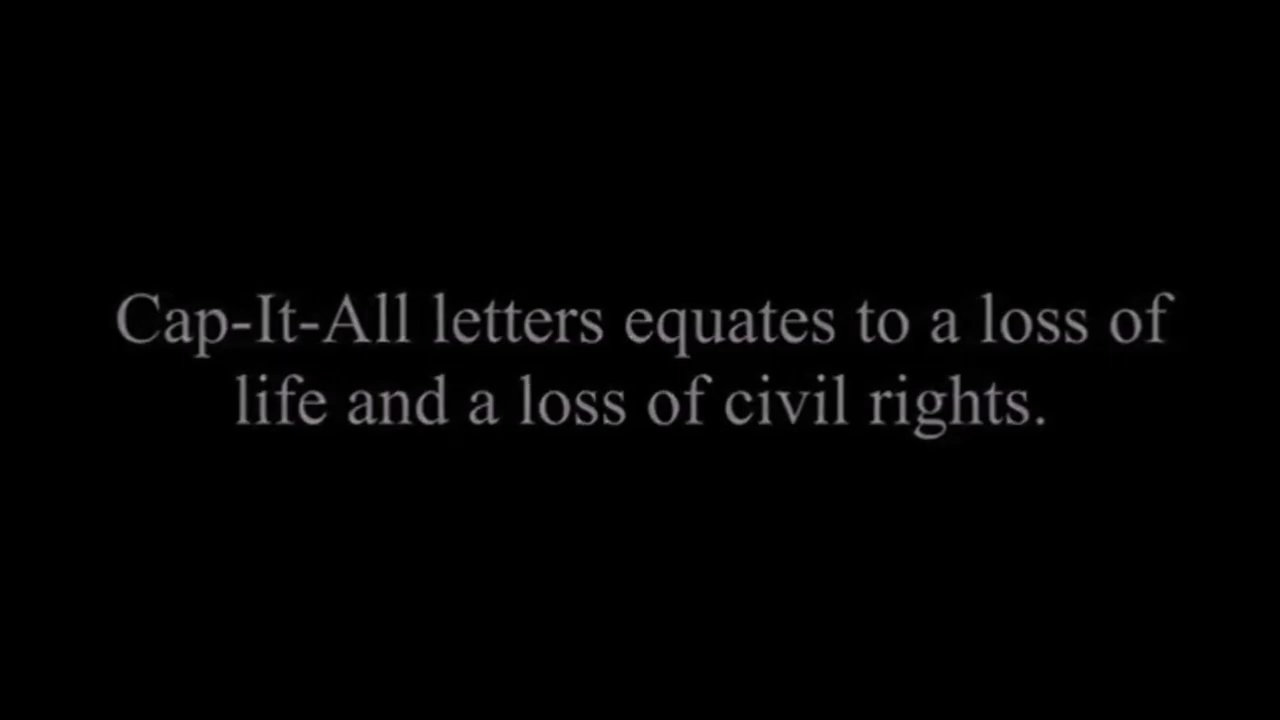 Cap-It-All letters equates to a loss of
life and a loss of civil rights.